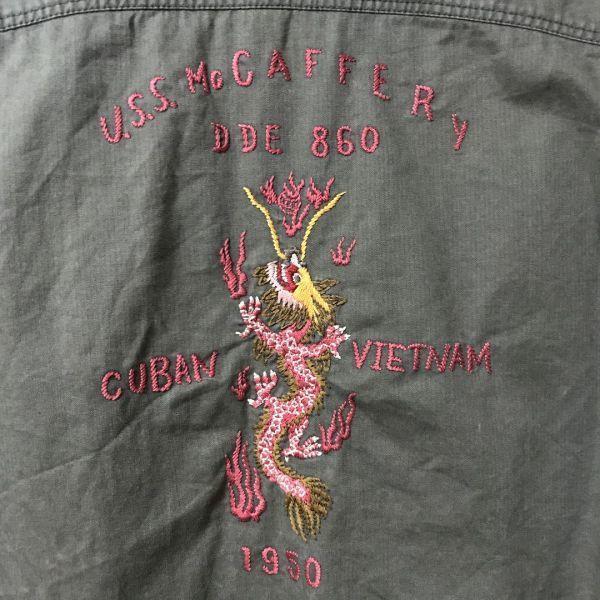 U.S.S. McCAFFERY
DDE 860
CUBAN VIETNAM
1950